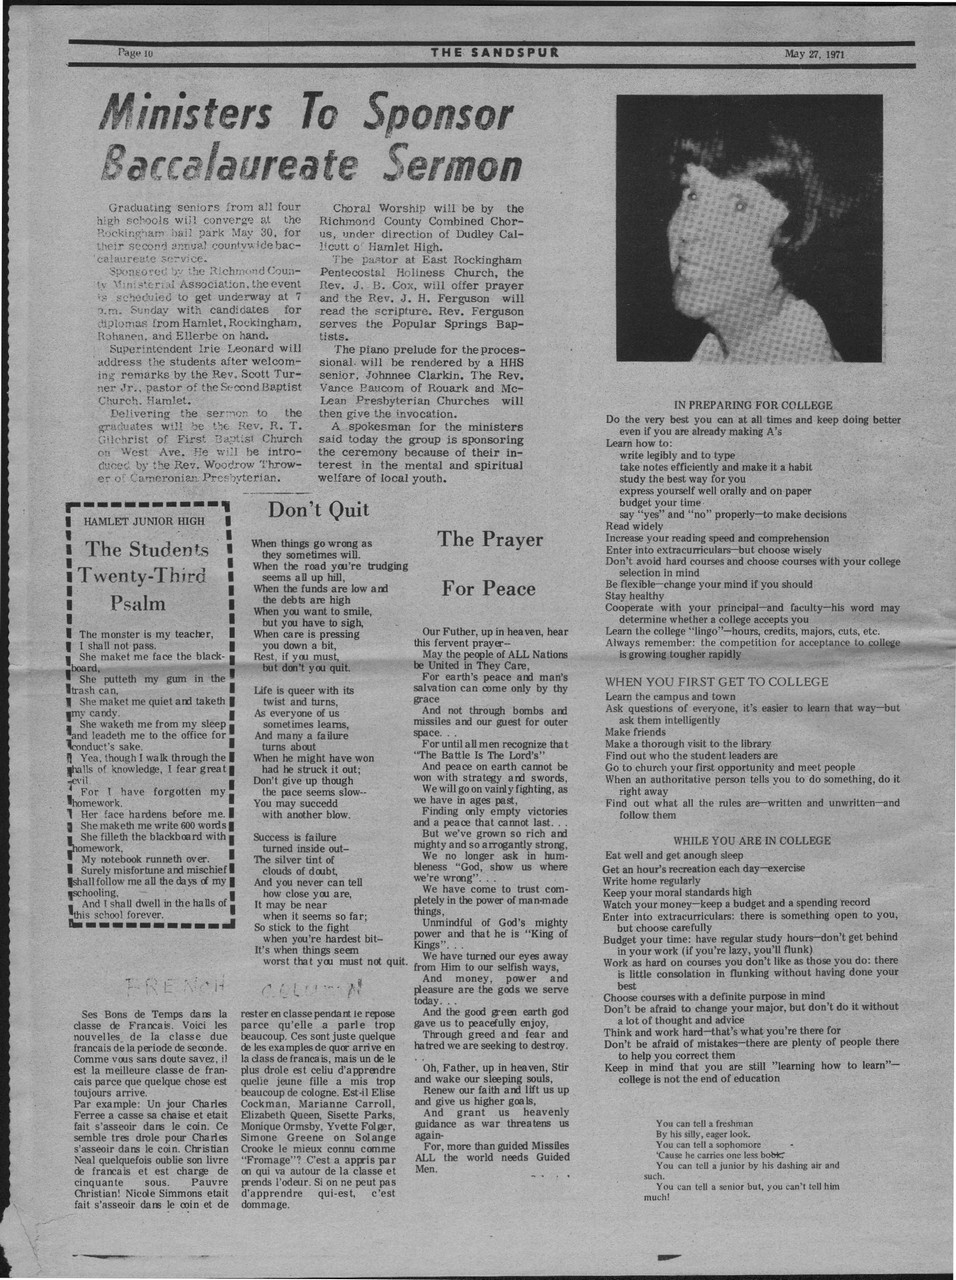 Page 10
THE SANDSPUR
May 27, 1971
Ministers To Sponsor
Baccalaureate Sermon
Graduating seniors from all four
high schools will converge at the
Rockingham ball park May 30, for
their second annual countywide bac-
calaureate service.
Sponsored by the Richmond Coun-
ty Ministerial Association, the event
is scheduled to get underway at 7
p.m. Sunday with candidates for
diplomas from Hamlet, Rockingham,
Rohanen, and Ellerbe on hand.
Superintendent Irie Leonard will
address the students after welcom-
ing remarks by the Rev. Scott Tur-
ner Jr., pastor of the Second Baptist
Church, Hamlet.
Delivering the sermon to the
graduates will be the Rev. R. T.
Gilchrist of First Baptist Church
on West Ave. He will be intro-
duced by the Rev. Woodrow Throw-
er of Cameronian Presbyterian.
Choral Worship will be by the
Richmond County Combined Chor-
us, under direction of Dudley Cal-
licutt o' Hamlet High.
The pastor at East Rockingham
Pentecostal Holiness Church, the
Rev. J. B. Cox, will offer prayer
and the Rev. J. H. Ferguson will
read the scripture. Rev. Ferguson
serves the Popular Springs Bap-
tists.
The piano prelude for the proces-
sional will be rendered by a HHS
senior, Johnnee Clarkin. The Rev.
Vance Baucom of Rouark and Mc-
Lean Presbyterian Churches will
then give the invocation.
A spokesman for the ministers
said today the group is sponsoring
the ceremony because of their in-
terest in the mental and spiritual
welfare of local youth.
HAMLET JUNIOR HIGH
The Students
Twenty-Third
Psalm
The monster is my teacher,
I shall not pass.
She maket me face the black-
board,
She putteth my gum in the
trash can,
She maket me quiet and taketh
my candy.
She waketh me from my sleep
and leadeth me to the office for
conduct's sake.
Yea, though I walk through the
halls of knowledge, I fear great
evil
For I have forgotten my
homework.
Her face hardens before me.
She maketh me write 600 words
She filleth the blackboard with
homework,
My notebook runneth over.
Surely misfortune and mischief
shall follow me all the days of my
schooling,
And I shall dwell in the halls of
this school forever.
Don't Quit
When things go wrong as
they sometimes will.
When the road you're trudging
seems all up hill,
When the funds are low and
the debts are high
When you want to smile,
but you have to sigh,
When care is pressing
you down a bit,
Rest, if you must,
but don't you quit.
Life is queer with its
twist and turns,
As everyone of us
sometimes learns,
And many a failure
turns about
When he might have won
had he struck it out;
Don't give up though
the pace seems slow--
You may succedd
with another blow.
Success is failure
turned inside out--
The silver tint of
clouds of doubt,
And you never can tell
how close you are,
It may be near
when it seems so far;
So stick to the fight
when you're hardest bit--
It's when things seem
worst that you must not quit.
The Prayer
For Peace
Our Futher, up in heaven, hear
this fervent prayer--
May the people of ALL Nations
be United in They Care,
For earth's peace and man's
salvation can come only by thy
grace
And not through bombs and
missiles and our guest for outer
space. . .
For until all men recognize that
"The Battle Is The Lord's"
And peace on earth cannot be
won with strategy and swords,
We will go on vainly fighting, as
we have in ages past,
Finding only empty victories
and a peace that cannot last. . .
But we've grown so rich and
mighty and so arrogantly strong,
We no longer ask in hum-
bleness "God, show us where
we're wrong". . .
We have come to trust com-
pletely in the power of man-made
things,
Unmindful of God's mighty
power and that he is "King of
Kings". . .
We have turned our eyes away
from Him to our selfish ways,
And money, power and
pleasure are the gods we serve
today. . .
And the good green earth god
gave us to peacefully enjoy,
Through greed and fear and
hatred we are seeking to destroy.
. .
Oh, Father, up in heaven, Stir
and wake our sleeping souls,
Renew our faith and lift us up
and give us higher goals,
And grant us heavenly
guidance as war threatens us
again-
For, more than guided Missiles
ALL the world needs Guided
Men.
FRENCH COLUMN
Ses Bons de Temps dans la
classe de Francais. Voici les
nouvelles de la classe due
francais de la periode de seconde.
Comme vous sans doute savez, il
est la meilleure classe de fran-
cais parce que quelque chose est
toujours arrive.
Par example: Un jour Charles
Ferree a casse sa chaise et etait
fait s'asseoir dans le coin. Ce
semble tres drole pour Charles
s'asseoir dans le coin. Christian
Neal quelquefois oublie son livre
de francais et est charge de
cinquante sous. Pauvre
Christian! Nicole Simmons etait
fait s'asseoir dans le coin et de
rester en classe pendant le repose
parce qu'elle a parle trop
beaucoup. Ces sont juste quelque
de les examples de quor arrive en
la class de francais, mais un de le
plus drole est celiu d'apprendre
quelie jeune fille a mis trop
beaucoup de cologne. Est-il Elise
Cockman, Marianne Carroll,
Elizabeth Queen, Sisette Parks,
Monique Ormsby, Yvette Folger,
Simone Greene on Solange
Crooke le mieux connu comme
"Fromage"? C'est a appris par
on qui va autour de la classe et
prends l'odeur. Si on ne peut pas
d'apprendre qui-est, c'est
dommage.
IN PREPARING FOR COLLEGE
Do the very best you can at all times and keep doing better
even if you are already making A's
Learn how to:
write legibly and to type
take notes efficiently and make it a habit
study the best way for you
express yourself well orally and on paper
budget your time
say "yes" and "no" properly—to make decisions
Read widely
Increase your reading speed and comprehension
Enter into extracurriculars—but choose wisely
Don't avoid hard courses and choose courses with your college
selection in mind
Be flexible—change your mind if you should
Stay healthy
Cooperate with your principal—and faculty—his word may
determine whether a college accepts you
Learn the college "lingo"—hours, credits, majors, cuts, etc.
Always remember: the competition for acceptance to college
is growing tougher rapidly
WHEN YOU FIRST GET TO COLLEGE
Learn the campus and town
Ask questions of everyone, it's easier to learn that way—but
ask them intelligently
Make friends
Make a thorough visit to the library
Find out who the student leaders are
Go to church your first opportunity and meet people
When an authoritative person tells you to do something, do it
right away
Find out what all the rules are—written and unwritten—and
follow them
WHILE YOU ARE IN COLLEGE
Eat well and get anough sleep
Get an hour's recreation each day—exercise
Write home regularly
Keep your moral standards high
Watch your money—keep a budget and a spending record
Enter into extracurriculars: there is something open to you,
but choose carefully
Budget your time: have regular study hours—don't get behind
in your work (if you're lazy, you'll flunk)
Work as hard on courses you don't like as those you do: there
is little consolation in flunking without having done your
best
Choose courses with a definite purpose in mind
Don't be afraid to change your major, but don't do it without
a lot of thought and advice
Think and work hard—that's what you're there for
Don't be afraid of mistakes—there are plenty of people there
to help you correct them
Keep in mind that you are still "learning how to learn"—
college is not the end of education
You can tell a freshman
By his silly, eager look.
You can tell a sophomore
'Cause he carries one less book
You can tell a junior by his dashing air and
such.
You can tell a senior but, you can't tell him
much!